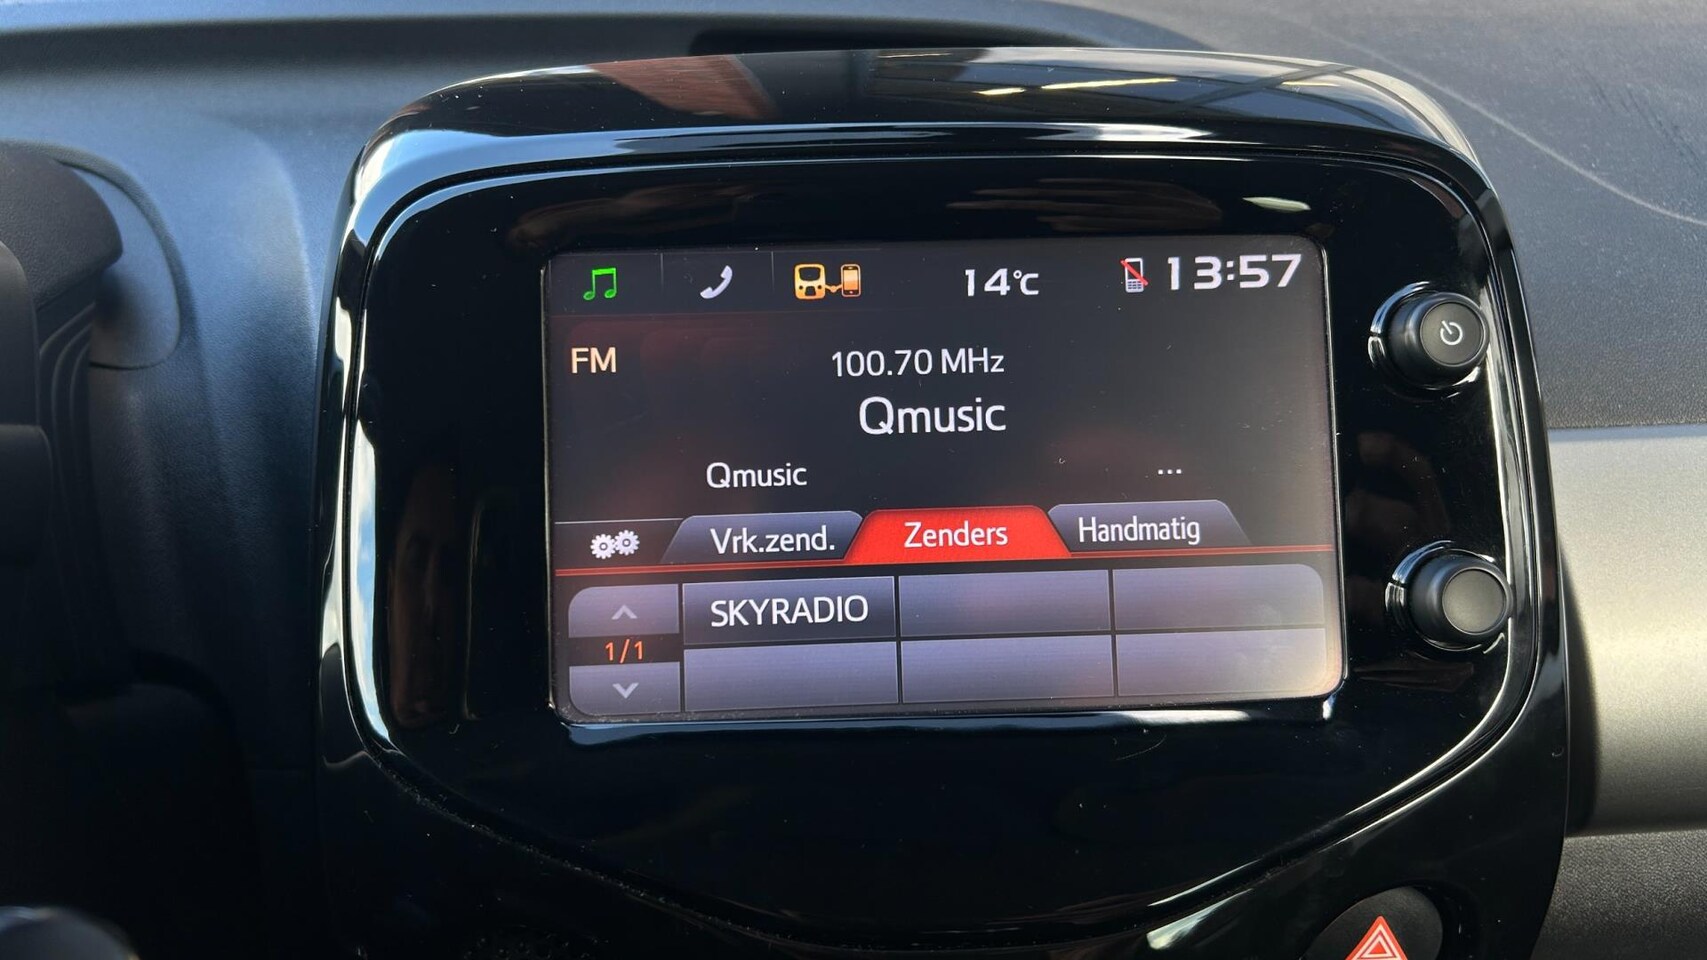 14°C 13:57
FM 100.70 MHz
Qmusic
Qmusic ...
Vrk.zend. Zenders Handmatig
SKYRADIO
1/1